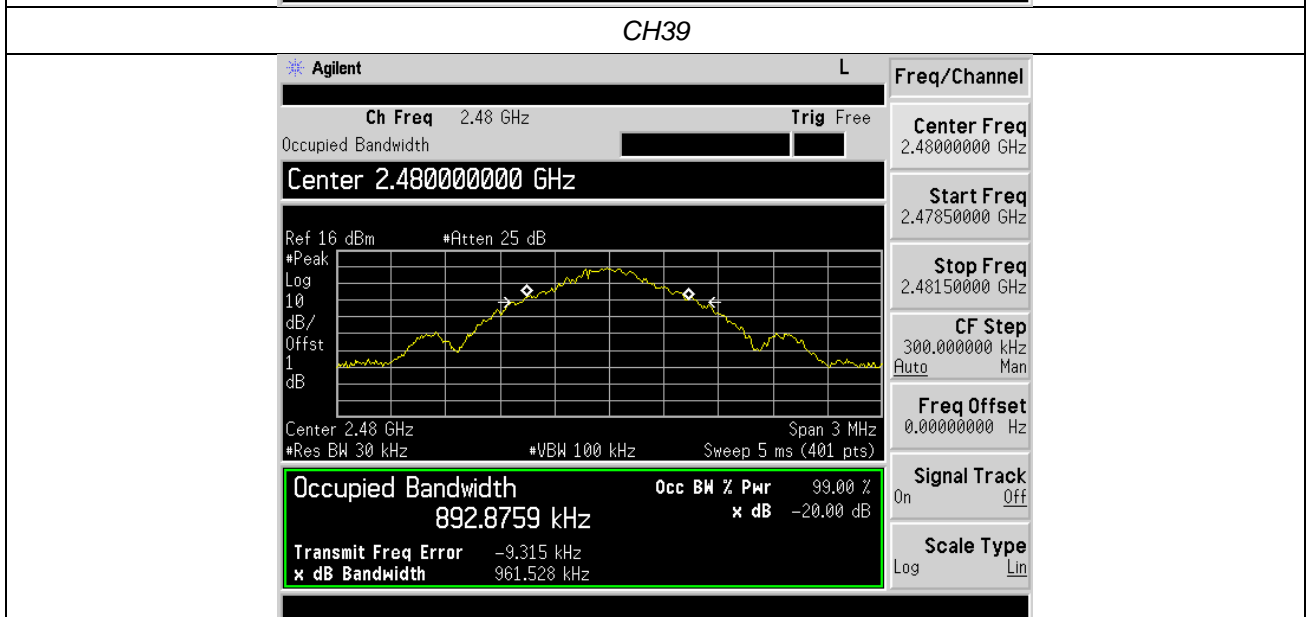 CH39
Agilent L
Ch Freq 2.48 GHz Trig Free
Occupied Bandwidth
Center 2.480000000 GHz
Ref 16 dBm #Atten 25 dB
#Peak
Log
10
dB/
Offst
1
dB
Center 2.48 GHz Span 3 MHz
#Res BW 30 kHz #VBW 100 kHz Sweep 5 ms (401 pts)
Occupied Bandwidth Occ BW % Pwr 99.00 %
892.8759 kHz x dB -20.00 dB
Transmit Freq Error -9.315 kHz
x dB Bandwidth 961.528 kHz
Freq/Channel
Center Freq
2.48000000 GHz
Start Freq
2.47850000 GHz
Stop Freq
2.48150000 GHz
CF Step
300.000000 kHz
Auto Man
Freq Offset
0.00000000 Hz
Signal Track
On Off
Scale Type
Log Lin